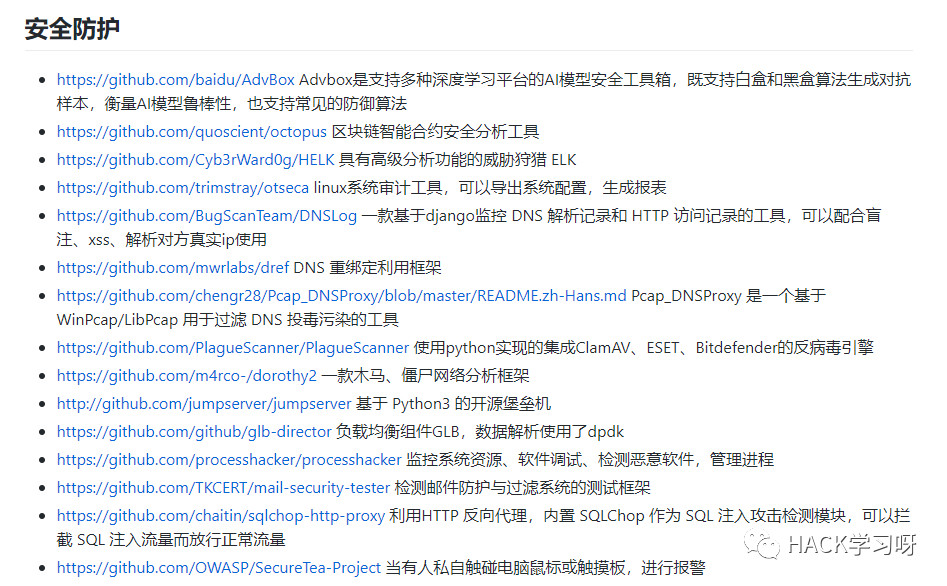 安全防护
https://github.com/baidu/AdvBox Advbox是支持多种深度学习平台的AI模型安全工具箱，既支持白盒和黑盒算法生成对抗
样本，衡量AI模型鲁棒性，也支持常见的防御算法
https://github.com/quoscient/octopus 区块链智能合约安全分析工具
https://github.com/Cyb3rWard0g/HELK 具有高级分析功能的威胁狩猎 ELK
https://github.com/trimstray/otseca linux系统审计工具，可以导出系统配置，生成报表
https://github.com/BugScanTeam/DNSLog 一款基于django监控 DNS 解析记录和 HTTP 访问记录的工具，可以配合盲
注、xss、解析对方真实ip使用
https://github.com/mwrlabs/dref DNS 重绑定利用框架
https://github.com/chengr28/Pcap_DNSProxy/blob/master/README.zh-Hans.md Pcap_DNSProxy 是一个基于
WinPcap/LibPcap 用于过滤 DNS 投毒污染的工具
https://github.com/PlagueScanner/PlagueScanner 使用python实现的集成ClamAV、ESET、Bitdefender的反病毒引擎
https://github.com/m4rco-/dorothy2 一款木马、僵尸网络分析框架
http://github.com/jumpserver/jumpserver 基于 Python3 的开源堡垒机
https://github.com/github/glb-director 负载均衡组件GLB，数据解析使用了dpdk
https://github.com/processhacker/processhacker 监控系统资源、软件调试、检测恶意软件，管理进程
https://github.com/TKCERT/mail-security-tester 检测邮件防护与过滤系统的测试框架
https://github.com/chaitin/sqlchop-http-proxy 利用HTTP 反向代理，内置 SQLChop 作为 SQL 注入攻击检测模块，可以拦
截 SQL 注入流量而放行正常流量
HACK学习呀
https://github.com/OWASP/SecureTea-Project 当有人私自触碰电脑鼠标或触摸板，进行报警